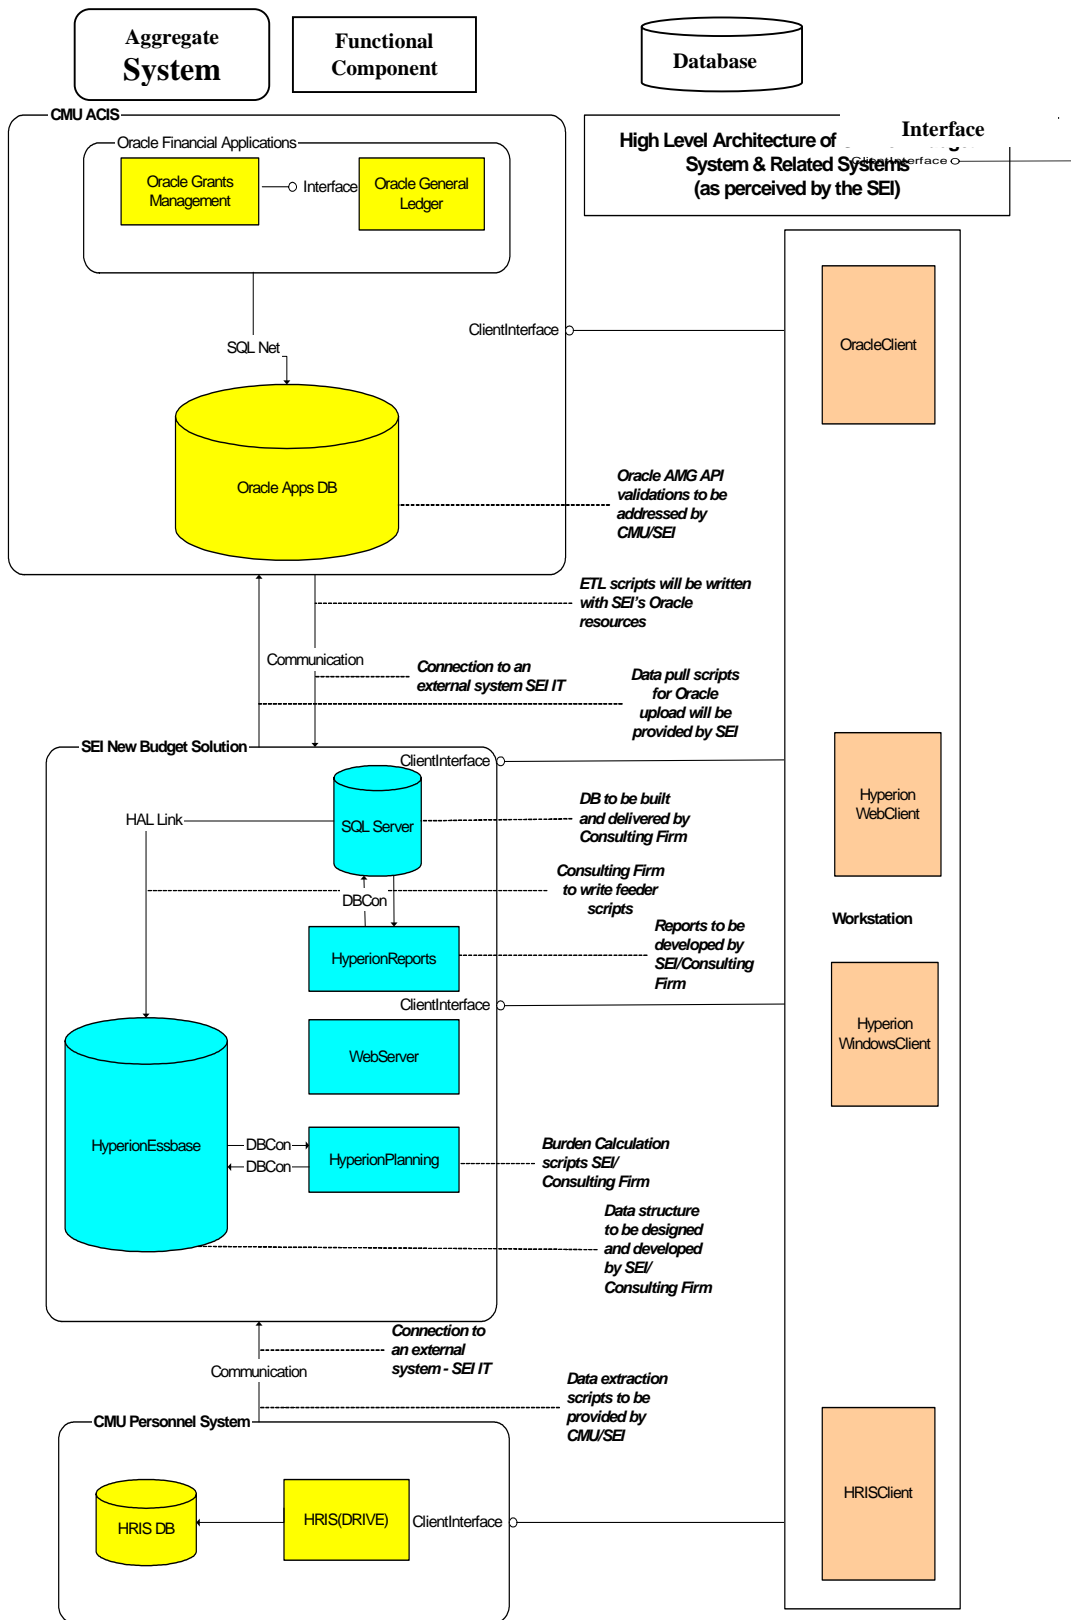 Aggregate
System
Functional
Component
Database
Interface
ClientInterface
CMU ACIS
Oracle Financial Applications
Oracle Grants
Management
Interface
Oracle General
Ledger
High Level Architecture of
System & Related Systems
(as perceived by the SEI)
SQL Net
ClientInterface
OracleClient
Oracle Apps DB
Oracle AMG API
validations to be
addressed by
CMU/SEI
ETL scripts will be written
with SEI's Oracle
resources
Communication
Connection to an
external system SEI IT
Data pull scripts
for Oracle
upload will be
provided by SEI
SEI New Budget Solution
ClientInterface
HAL Link
SQL Server
DB to be built
and delivered by
Consulting Firm
Hyperion
WebClient
DBCon
Consulting Firm
to write feeder
scripts
Workstation
HyperionReports
Reports to be
developed by
SEI/Consulting
Firm
ClientInterface
WebServer
Hyperion
WindowsClient
HyperionEssbase
DBCon
DBCon
HyperionPlanning
Burden Calculation
scripts SEI/
Consulting Firm
Data structure
to be designed
and developed
by SEI/
Consulting Firm
Connection to
an external
system - SEI IT
Communication
Data extraction
scripts to be
provided by
CMU/SEI
CMU Personnel System
HRIS DB
HRIS(DRIVE)
ClientInterface
HRISClient